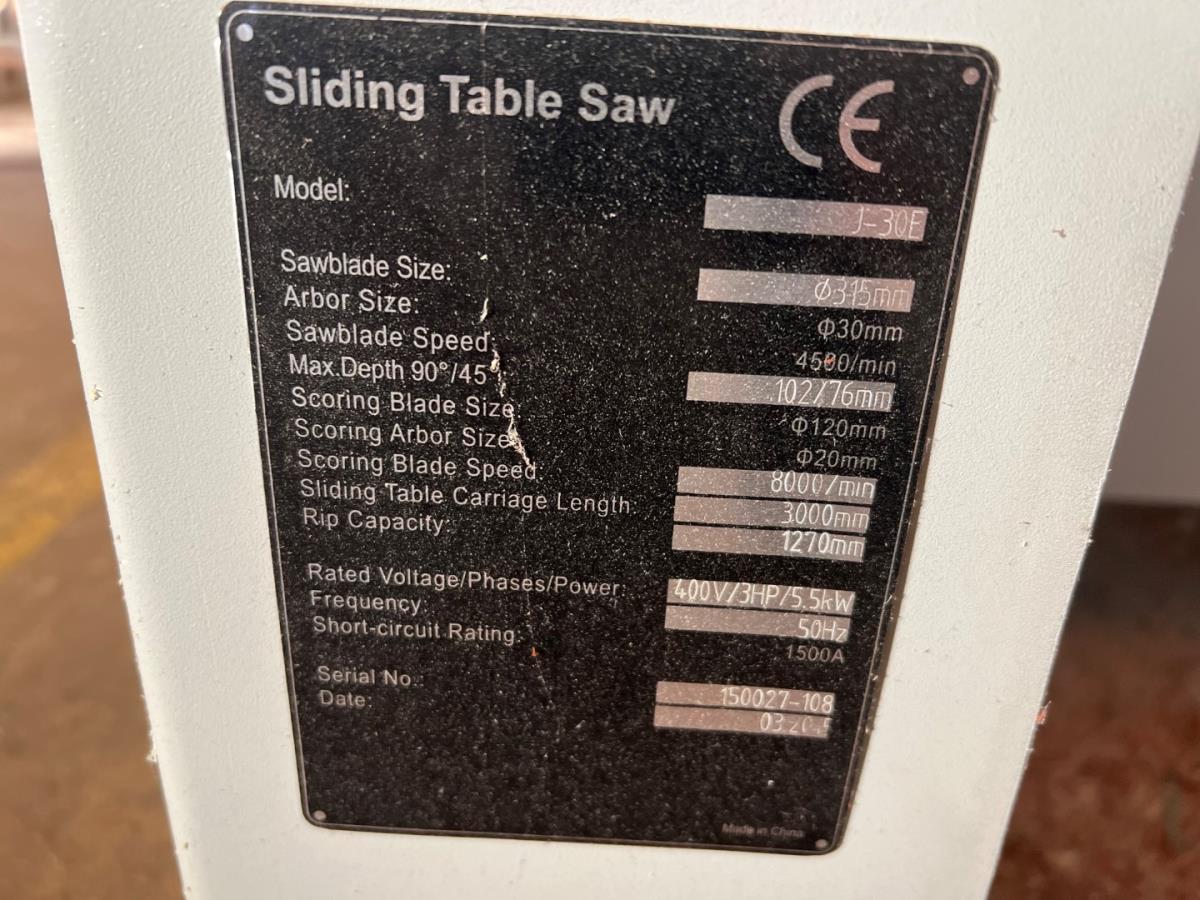 Sliding Table Saw
CE
Model: J-30E
Sawblade Size: Φ315mm
Arbor Size: Φ30mm
Sawblade Speed: 4500/min
Max.Depth 90°/45°: 102/76mm
Scoring Blade Size: Φ120mm
Scoring Arbor Size: Φ20mm
Scoring Blade Speed: 8000/min
Sliding Table Carriage Length: 3000mm
Rip Capacity: 1270mm
Rated Voltage/Phases/Power: 400V/3HP/5.5kW
Frequency: 50Hz
Short-circuit Rating: 1500A
Serial No.: 150027-108
Date:
Made in China